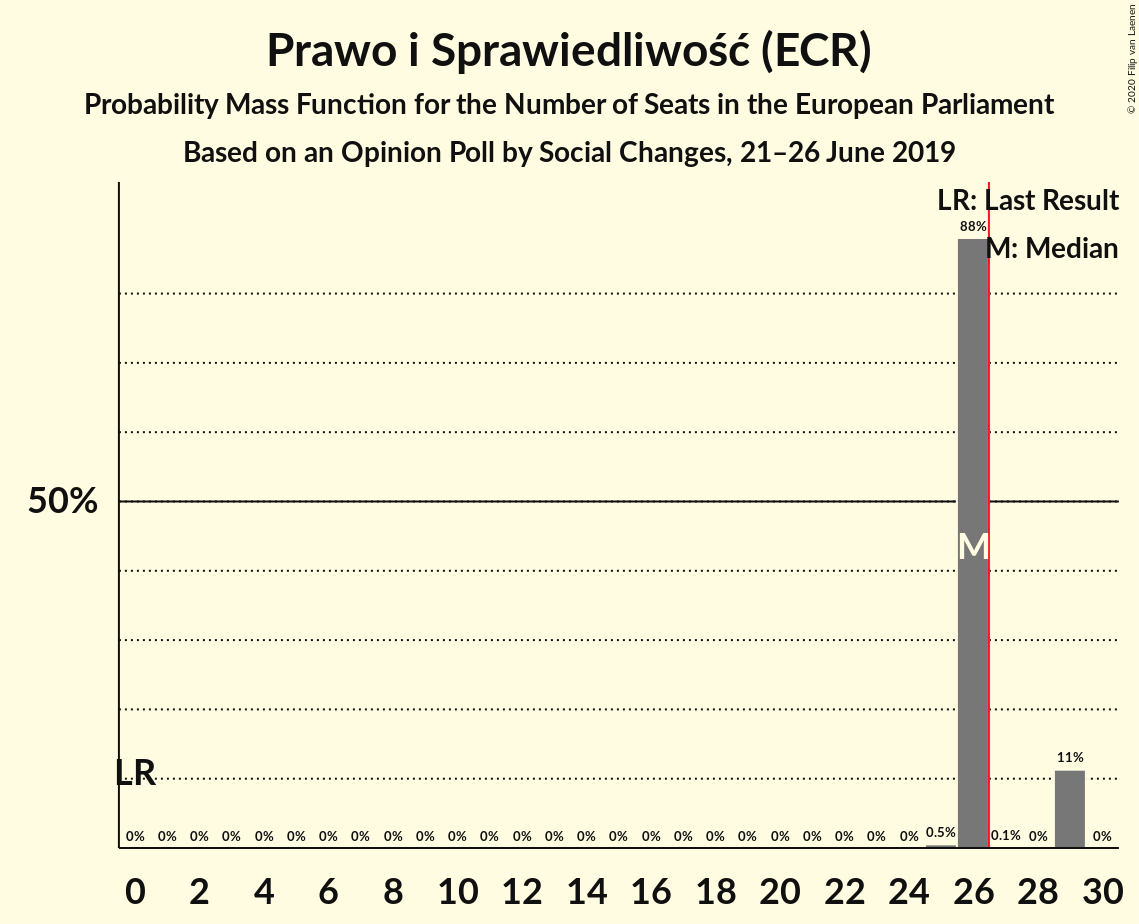 Prawo i Sprawiedliwość (ECR)
Probability Mass Function for the Number of Seats in the European Parliament
Based on an Opinion Poll by Social Changes, 21–26 June 2019
© 2020 Filip van Laenen
LR: Last Result
88%
M: Median
50%
M
LR
11%
0% 0% 0% 0% 0% 0% 0% 0% 0% 0% 0% 0% 0% 0% 0% 0% 0% 0% 0% 0% 0% 0% 0% 0% 0% 0.5% 0.1% 0% 0%
0 2 4 6 8 10 12 14 16 18 20 22 24 26 28 30